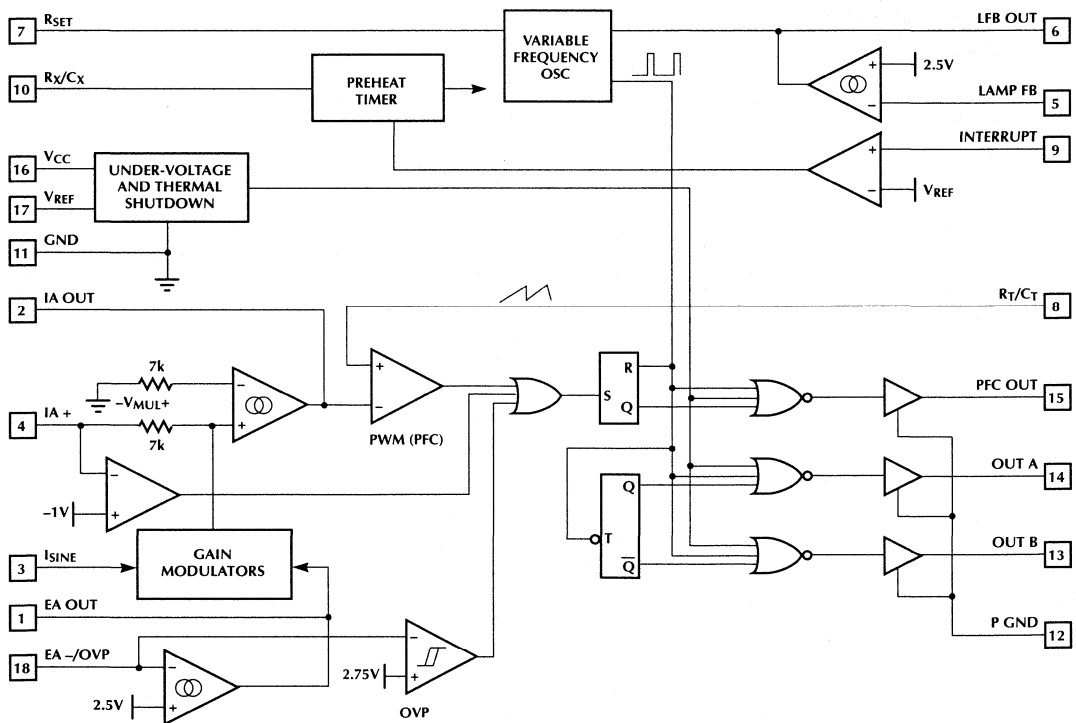 7 RSET
VARIABLE
FREQUENCY
OSC
LFB OUT 6
+ 2.5V
−
LAMP FB 5
10 RX/CX
PREHEAT
TIMER
INTERRUPT 9
+
− VREF
16 VCC
UNDER-VOLTAGE
AND THERMAL
SHUTDOWN
17 VREF
11 GND
2 IA OUT
RT/CT 8
7k
−VMUL+
−
+
4 IA +
7k
+
−
PWM (PFC)
S R
Q
PFC OUT 15
−
+
−1V
Q
T
Q
OUT A 14
OUT B 13
3 ISINE
GAIN
MODULATORS
1 EA OUT
P GND 12
18 EA −/OVP
−
+
2.5V
−
+
2.75V
OVP